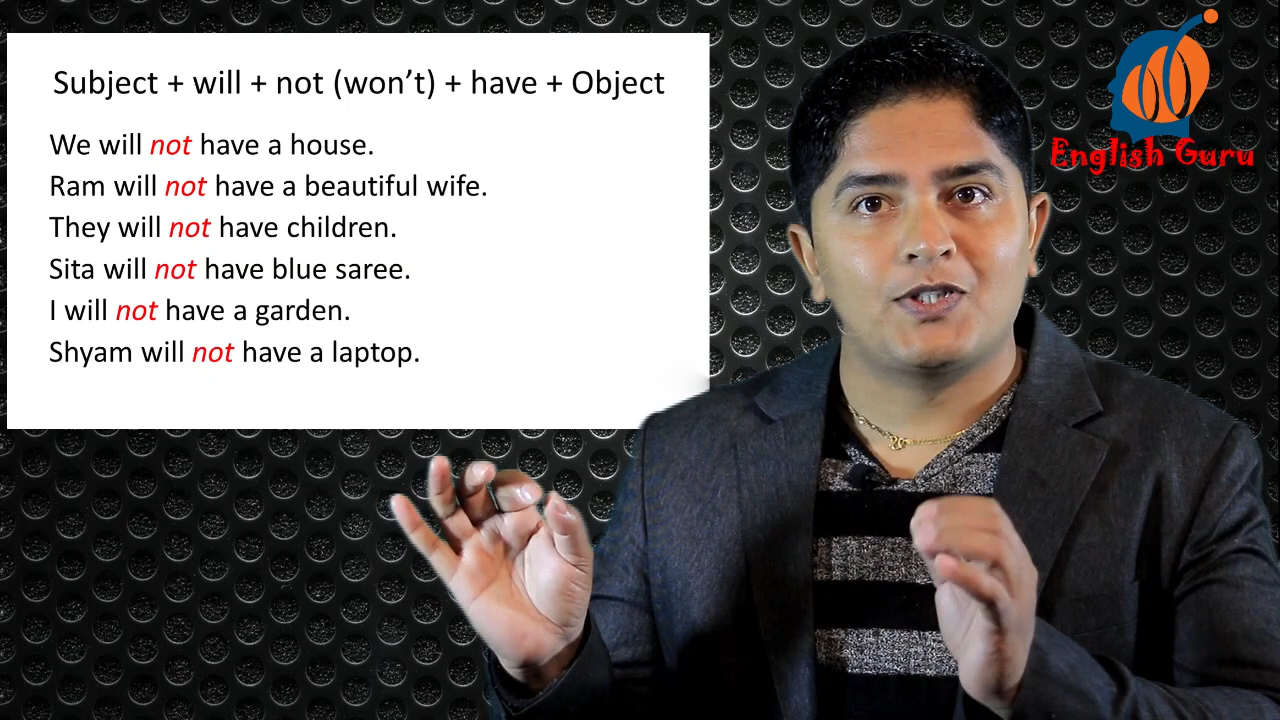 Subject + will + not (won’t) + have + Object
We will not have a house.
Ram will not have a beautiful wife.
They will not have children.
Sita will not have blue saree.
I will not have a garden.
Shyam will not have a laptop.
English Guru